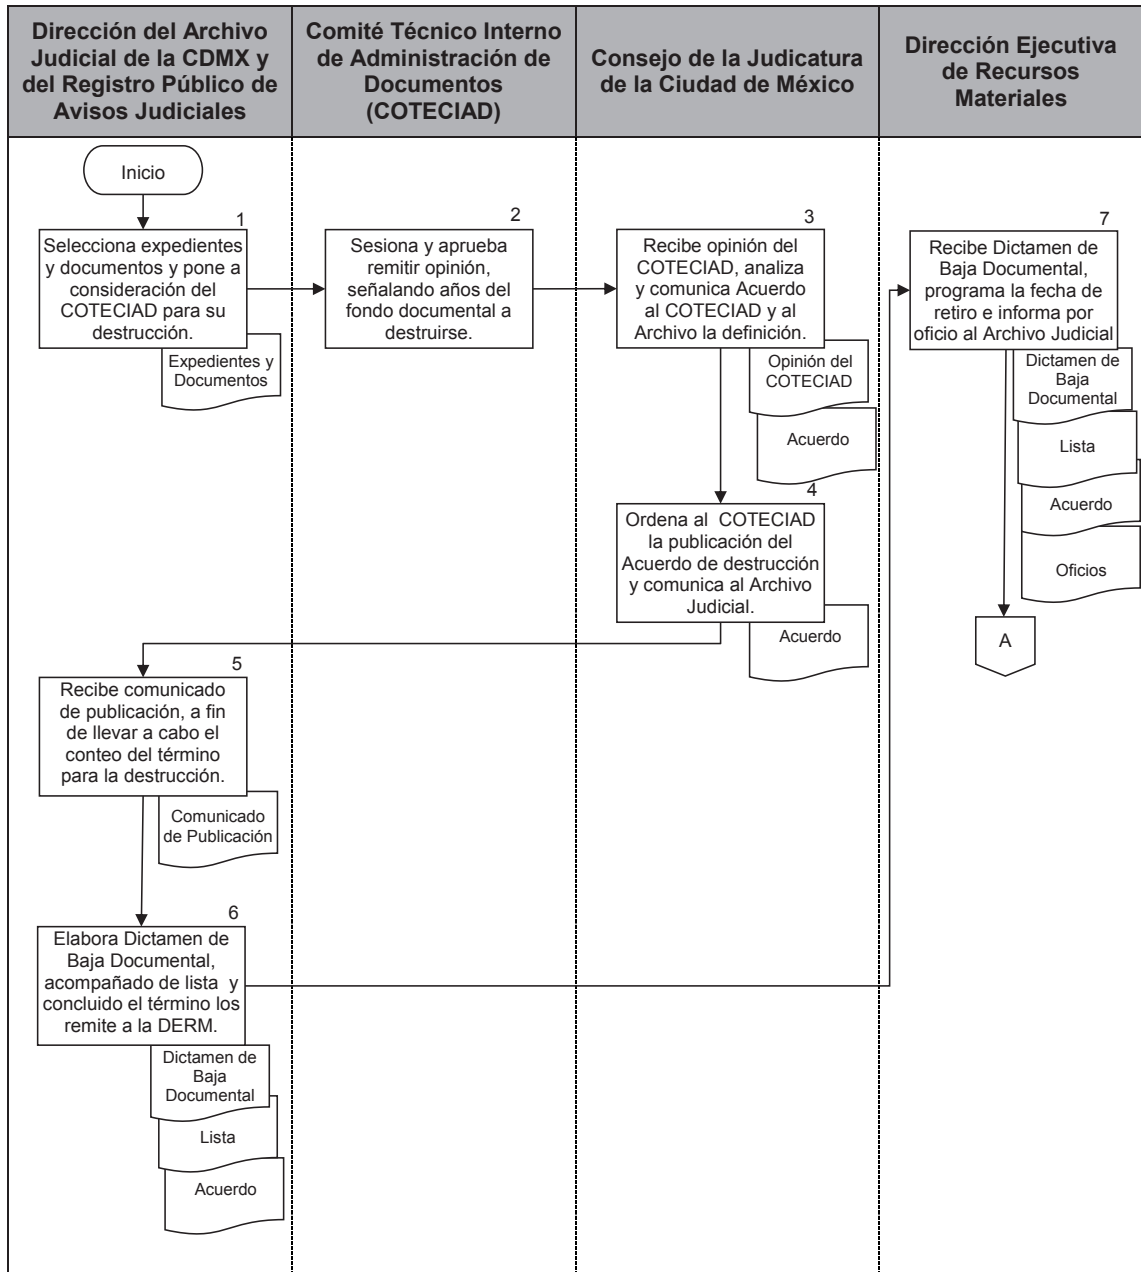 Dirección del Archivo
Judicial de la CDMX y
del Registro Público de
Avisos Judiciales
Comité Técnico Interno
de Administración de
Documentos
(COTECIAD)
Consejo de la Judicatura
de la Ciudad de México
Dirección Ejecutiva
de Recursos
Materiales
Inicio
1
Selecciona expedientes
y documentos y pone a
consideración del
COTECIAD para su
destrucción.
Expedientes y
Documentos
2
Sesiona y aprueba
remitir opinión,
señalando años del
fondo documental a
destruirse.
3
Recibe opinión del
COTECIAD, analiza
y comunica Acuerdo
al COTECIAD y al
Archivo la definición.
Opinión del
COTECIAD
Acuerdo
4
Ordena al COTECIAD
la publicación del
Acuerdo de destrucción
y comunica al Archivo
Judicial.
Acuerdo
5
Recibe comunicado
de publicación, a fin
de llevar a cabo el
conteo del término
para la destrucción.
Comunicado
de Publicación
6
Elabora Dictamen de
Baja Documental,
acompañado de lista y
concluido el término los
remite a la DERM.
Dictamen de
Baja
Documental
Lista
Acuerdo
7
Recibe Dictamen de
Baja Documental,
programa la fecha de
retiro e informa por
oficio al Archivo Judicial
Dictamen de
Baja
Documental
Lista
Acuerdo
Oficios
A